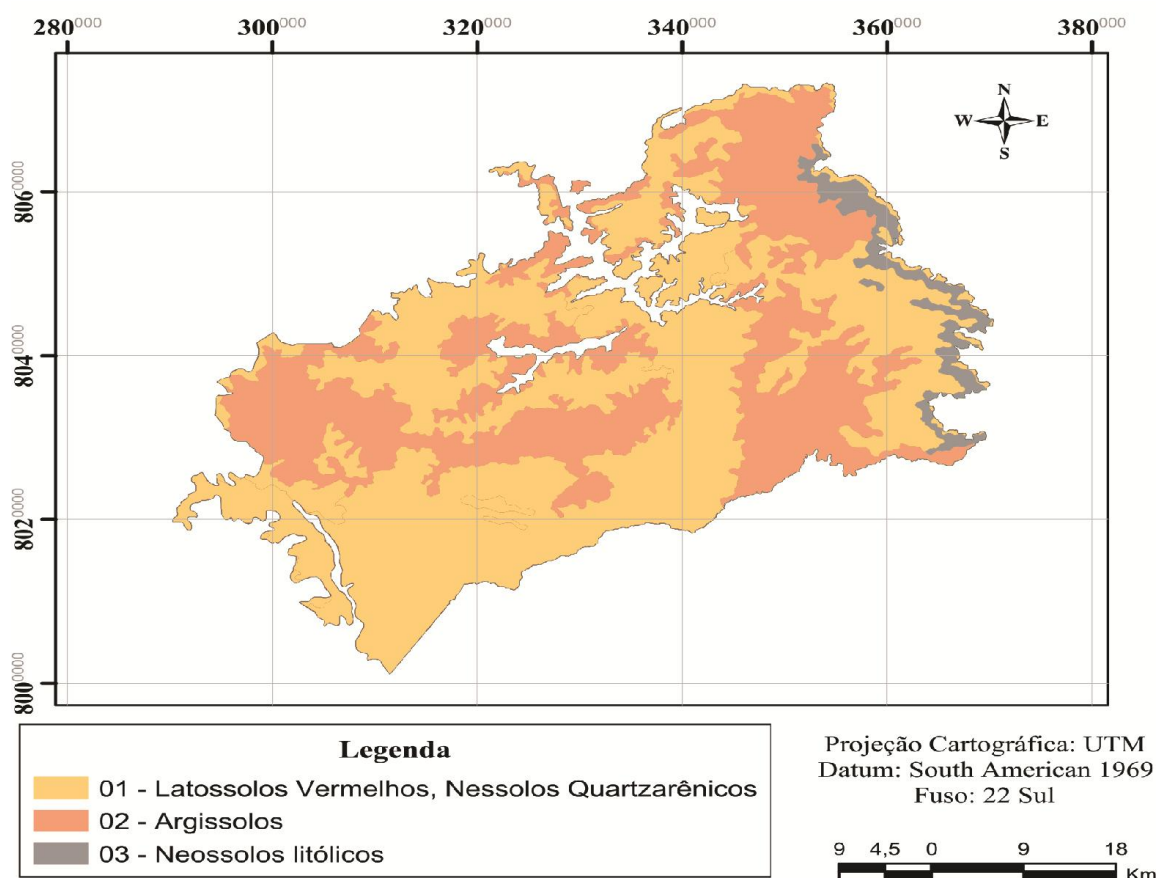 280000 300000 320000 340000 360000 380000
N
W E
S
8060000
8040000
8020000
8000000
Legenda
01 - Latossolos Vermelhos, Nessolos Quartzarênicos
02 - Argissolos
03 - Neossolos litólicos
Projeção Cartográfica: UTM
Datum: South American 1969
Fuso: 22 Sul
9 4,5 0 9 18
Km